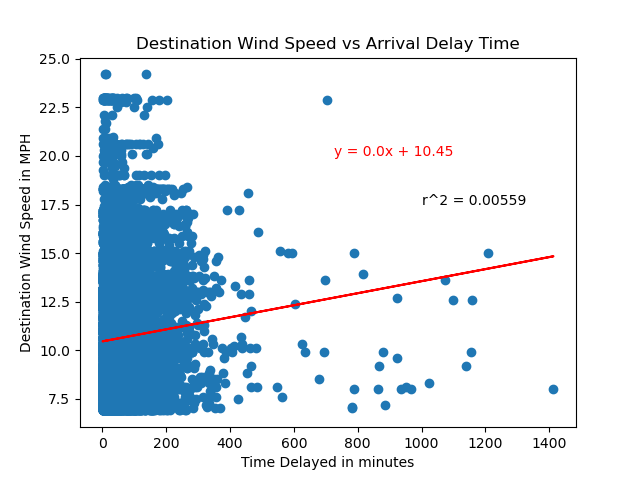 Destination Wind Speed vs Arrival Delay Time
25.0
22.5
20.0
17.5
15.0
12.5
10.0
7.5
Destination Wind Speed in MPH
y = 0.0x + 10.45
r^2 = 0.00559
0 200 400 600 800 1000 1200 1400
Time Delayed in minutes